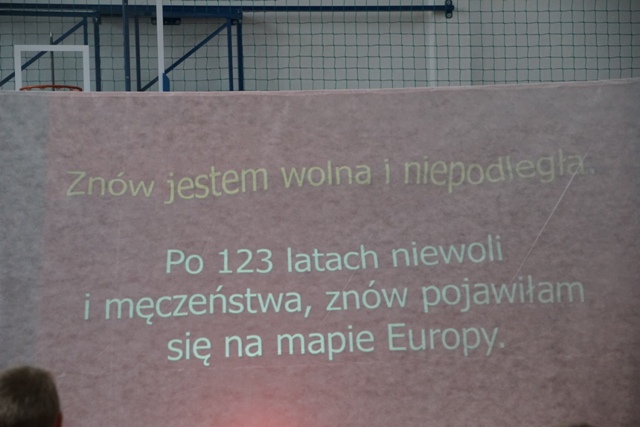 Znów jestem wolna i niepodległa.
Po 123 latach niewoli
i męczeństwa, znów pojawiłam
się na mapie Europy.